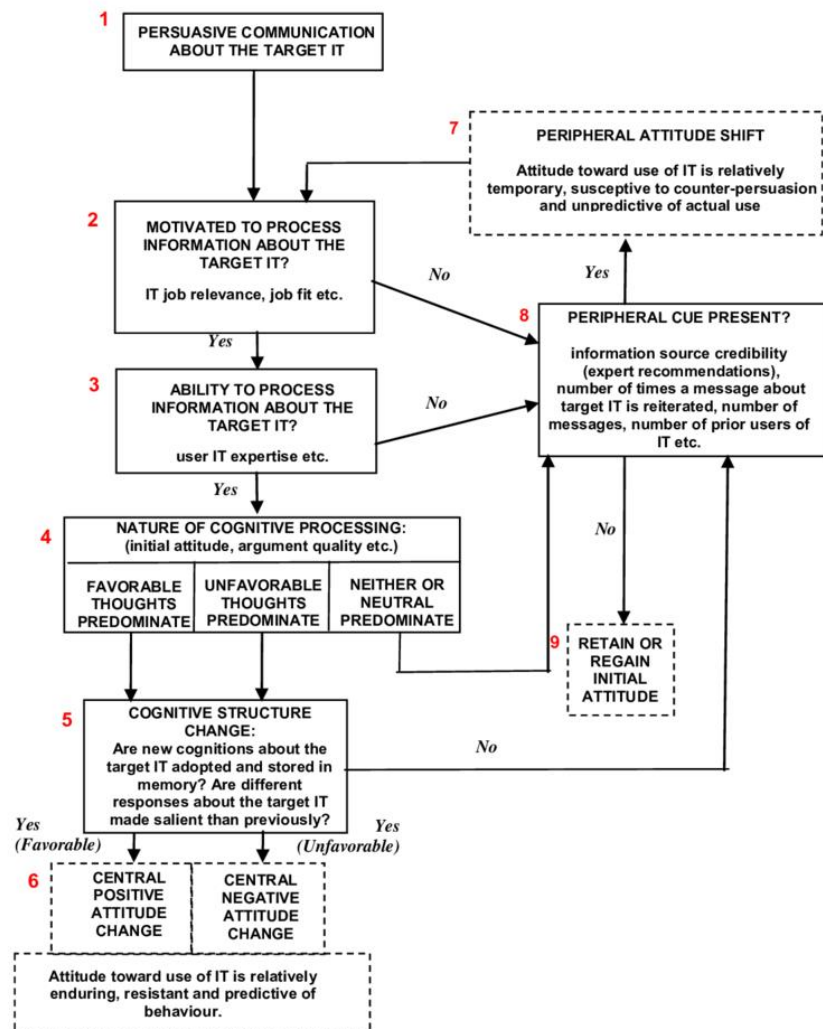 1
PERSUASIVE COMMUNICATION
ABOUT THE TARGET IT
7
PERIPHERAL ATTITUDE SHIFT
Attitude toward use of IT is relatively
temporary, susceptive to counter-persuasion
and unpredictive of actual use
2
MOTIVATED TO PROCESS
INFORMATION ABOUT THE
TARGET IT?
IT job relevance, job fit etc.
No
Yes
Yes
8
PERIPHERAL CUE PRESENT?
information source credibility
(expert recommendations),
number of times a message about
target IT is reiterated, number of
messages, number of prior users of
IT etc.
3
ABILITY TO PROCESS
INFORMATION ABOUT THE
TARGET IT?
user IT expertise etc.
No
Yes
No
4
NATURE OF COGNITIVE PROCESSING:
(initial attitude, argument quality etc.)
FAVORABLE
THOUGHTS
PREDOMINATE
UNFAVORABLE
THOUGHTS
PREDOMINATE
NEITHER OR
NEUTRAL
PREDOMINATE
9
RETAIN OR
REGAIN
INITIAL
ATTITUDE
5
COGNITIVE STRUCTURE
CHANGE:
Are new cognitions about the
target IT adopted and stored in
memory? Are different
responses about the target IT
made salient than previously?
No
Yes
(Favorable)
Yes
(Unfavorable)
6
CENTRAL
POSITIVE
ATTITUDE
CHANGE
CENTRAL
NEGATIVE
ATTITUDE
CHANGE
Attitude toward use of IT is relatively
enduring, resistant and predictive of
behaviour.